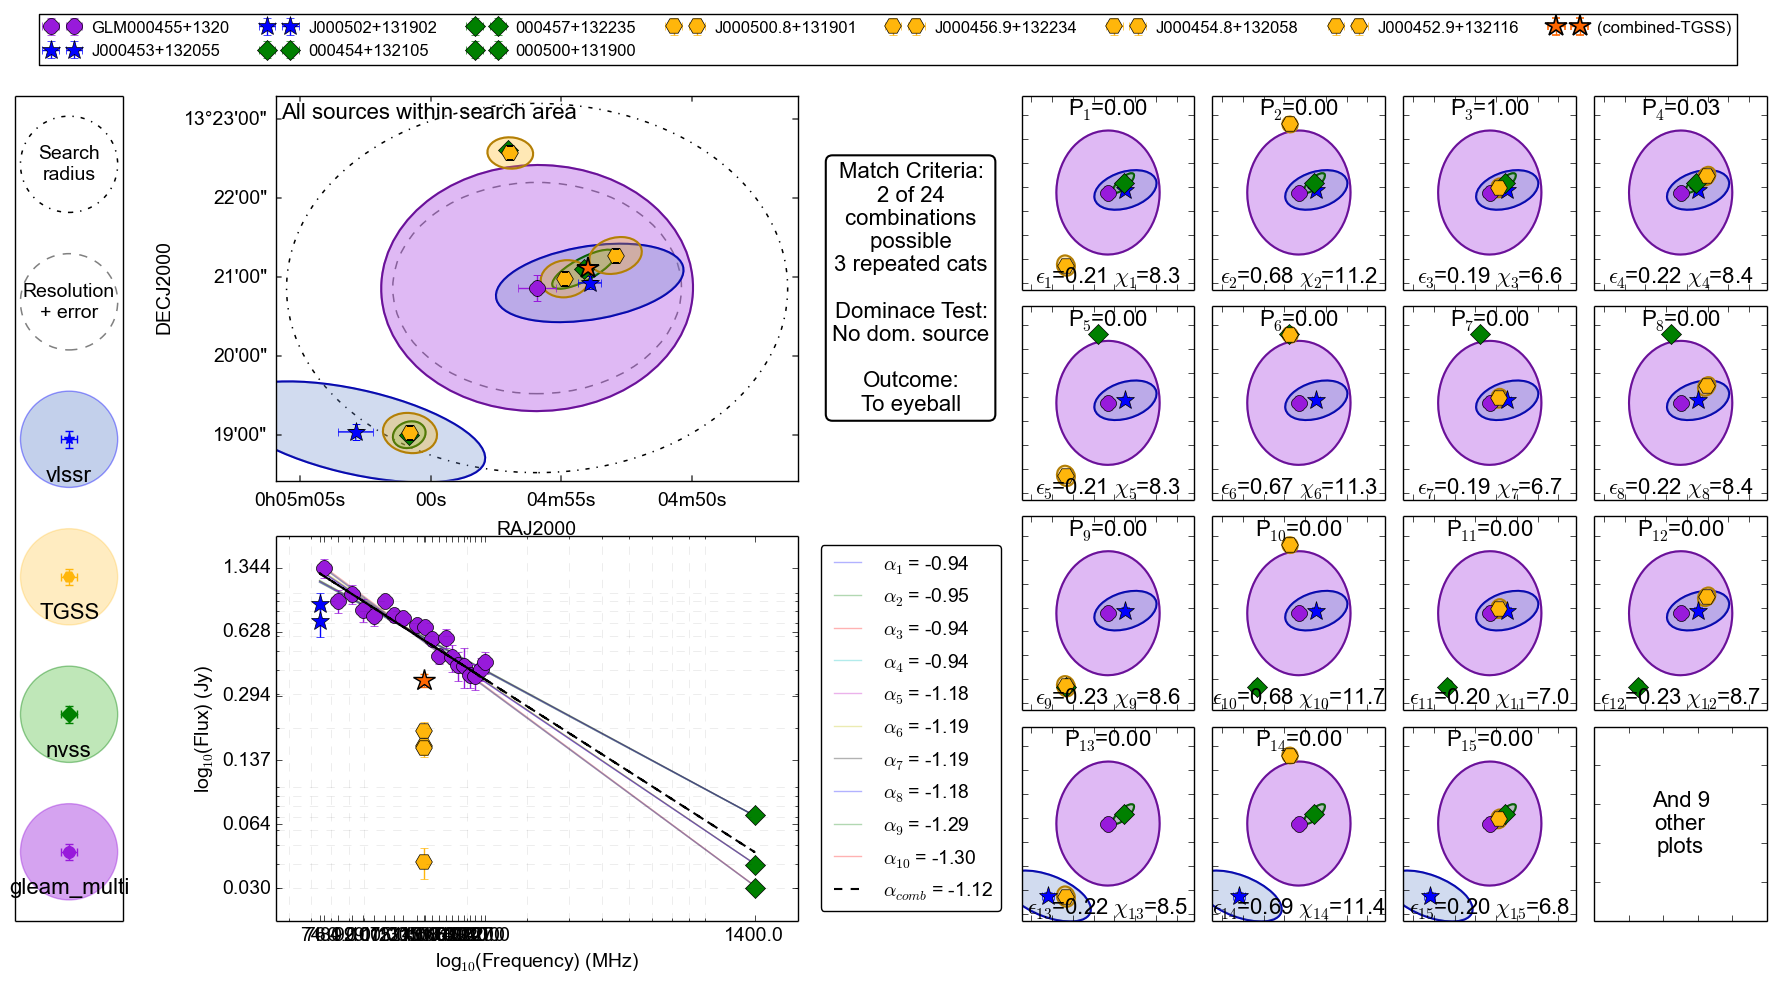 GLM000455+1320 J000502+131902 000457+132235 J000500.8+131901 J000456.9+132234 J000454.8+132058 J000452.9+132116 (combined-TGSS)
J000453+132055 000454+132105 000500+131900
Search
radius
Resolution
+ error
vlssr
TGSS
nvss
gleam_multi
All sources within search area
DECJ2000
13°23'00"
22'00"
21'00"
20'00"
19'00"
0h05m05s 00s 04m55s 04m50s
RAJ2000
Match Criteria:
2 of 24
combinations
possible
3 repeated cats
Dominace Test:
No dom. source
Outcome:
To eyeball
log10(Flux) (Jy)
1.344
0.628
0.294
0.137
0.064
0.030
1400.0
log10(Frequency) (MHz)
α1 = -0.94
α2 = -0.95
α3 = -0.94
α4 = -0.94
α5 = -1.18
α6 = -1.19
α7 = -1.19
α8 = -1.18
α9 = -1.29
α10 = -1.30
αcomb = -1.12
P1=0.00 P2=0.00 P3=1.00 P4=0.03
ϵ1=0.21 χ1=8.3 ϵ2=0.68 χ2=11.2 ϵ3=0.19 χ3=6.6 ϵ4=0.22 χ4=8.4
P5=0.00 P6=0.00 P7=0.00 P8=0.00
ϵ5=0.21 χ5=8.3 ϵ6=0.67 χ6=11.3 ϵ7=0.19 χ7=6.7 ϵ8=0.22 χ8=8.4
P9=0.00 P10=0.00 P11=0.00 P12=0.00
ϵ9=0.23 χ9=8.6 ϵ10=0.68 χ10=11.7 ϵ11=0.20 χ11=7.0 ϵ12=0.23 χ12=8.7
P13=0.00 P14=0.00 P15=0.00
ϵ13=0.22 χ13=8.5 ϵ14=0.69 χ14=11.4 ϵ15=0.20 χ15=6.8
And 9
other
plots